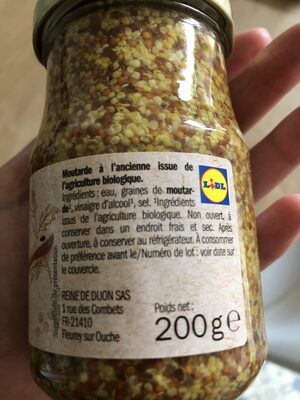 Moutarde à l'ancienne issue de
l'agriculture biologique.
Ingrédients : eau, graines de moutar-
de¹, vinaigre d'alcool¹, sel. ¹Ingrédients
issus de l'agriculture biologique. Non ouvert, à
conserver dans un endroit frais et sec. Après
ouverture, à conserver au réfrigérateur. À consommer
de préférence avant le/Numéro de lot : voir date sur
le couvercle.
LIDL
Suggestion de présentation
REINE DE DIJON SAS
1 rue des Combets
FR-21410
Fleurey sur Ouche
Poids net :
200g e